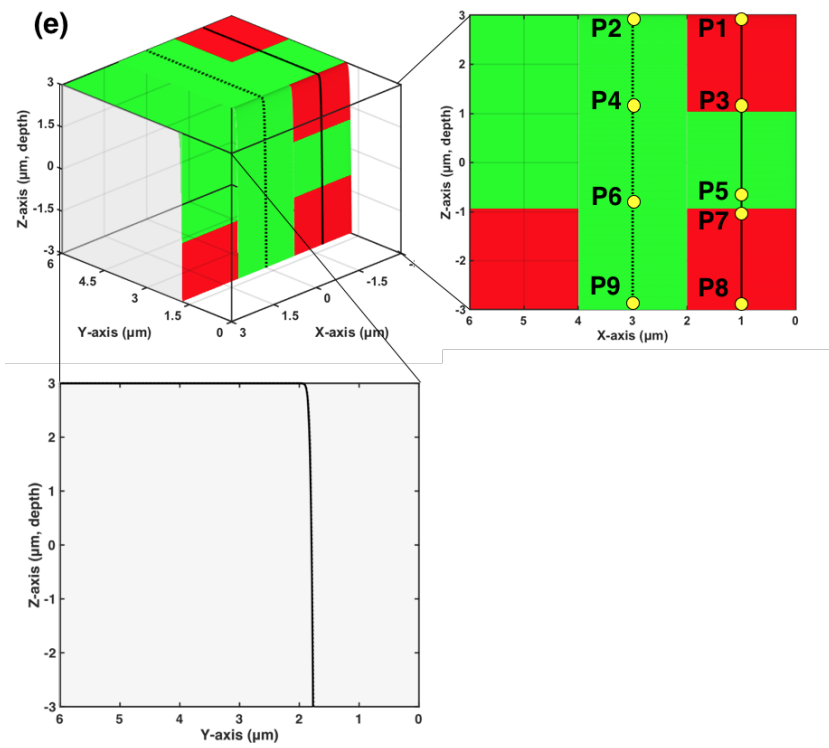 (e)
Z-axis (μm, depth)
3
1.5
0
-1.5
-3
6
4.5
3
1.5
0
Y-axis (μm)
3
1.5
0
-1.5
X-axis (μm)
Z-axis (μm, depth)
3
2
1
0
-1
-2
-3
6
5
4
3
2
1
0
X-axis (μm)
P2
P1
P4
P3
P6
P5
P7
P9
P8
Z-axis (μm, depth)
3
2
1
0
-1
-2
-3
6
5
4
3
2
1
0
Y-axis (μm)